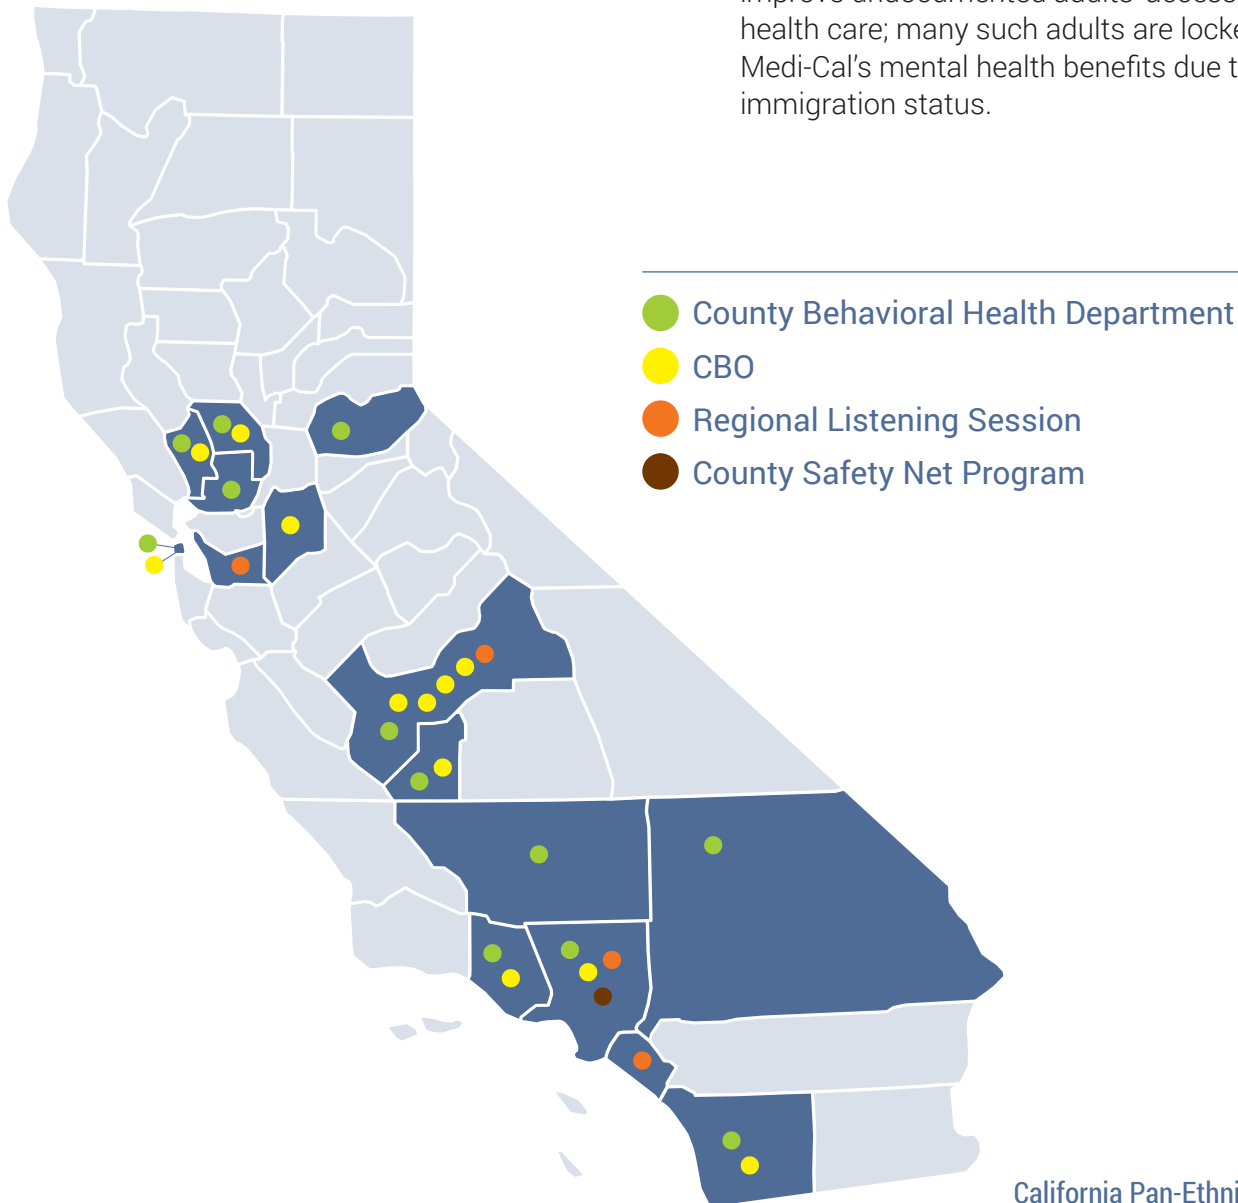 health care; many such adults are locke
Medi-Cal's mental health benefits due t
immigration status.
County Behavioral Health Department
CBO
Regional Listening Session
County Safety Net Program
California Pan-Ethni